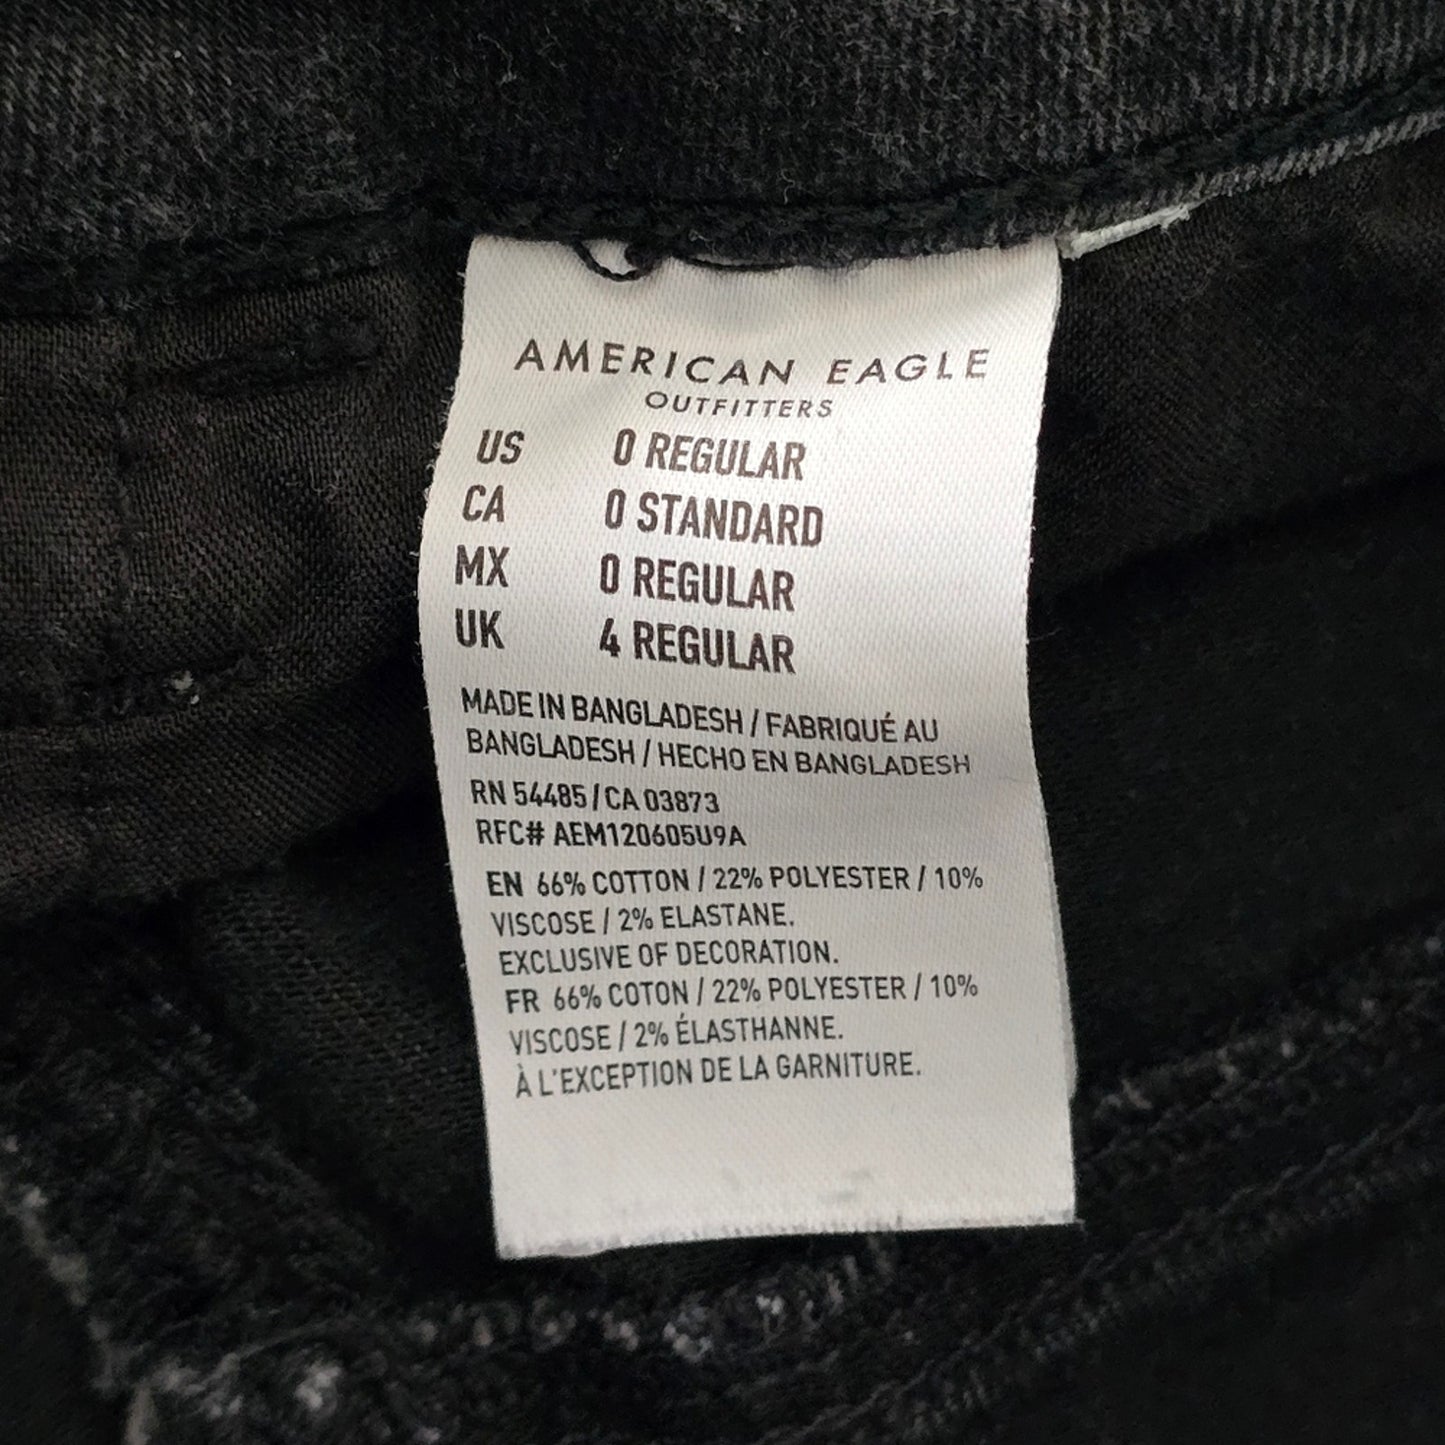 AMERICAN EAGLE
OUTFITTERS
US 0 REGULAR
CA 0 STANDARD
MX 0 REGULAR
UK 4 REGULAR
MADE IN BANGLADESH / FABRIQUÉ AU
BANGLADESH / HECHO EN BANGLADESH
RN 54485 / CA 03873
RFC# AEM120605U9A
EN 66% COTTON / 22% POLYESTER / 10%
VISCOSE / 2% ELASTANE.
EXCLUSIVE OF DECORATION.
FR 66% COTON / 22% POLYESTER / 10%
VISCOSE / 2% ÉLASTHANNE.
À L'EXCEPTION DE LA GARNITURE.